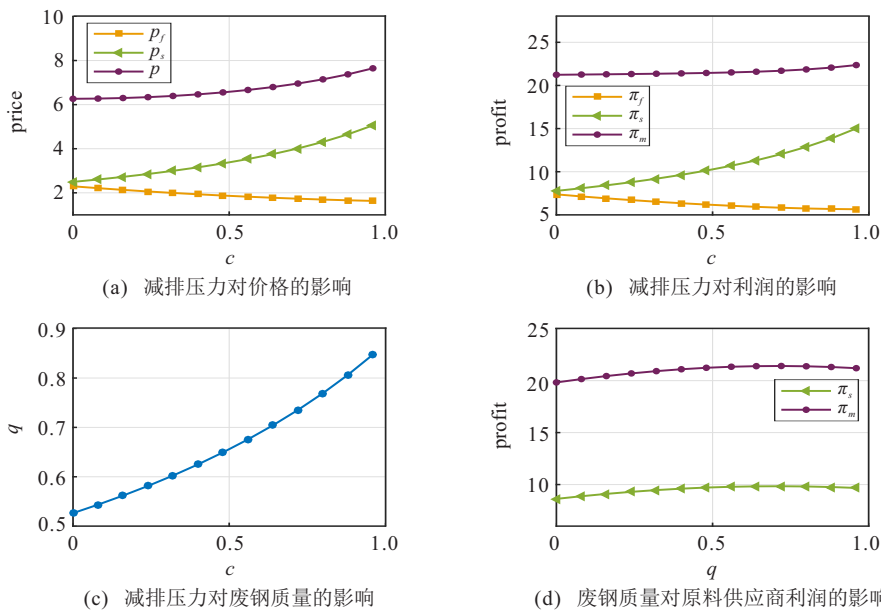 10
8
6
4
2
price
p_f
p_s
p
0
0.5
1.0
c
(a) 减排压力对价格的影响
25
20
15
10
5
profit
π_f
π_s
π_m
0
0.5
1.0
c
(b) 减排压力对利润的影响
0.9
0.8
0.7
0.6
0.5
q
0
0.5
1.0
c
(c) 减排压力对废钢质量的影响
25
20
15
10
profit
π_s
π_m
0
0.5
1.0
q
(d) 废钢质量对原料供应商利润的影响